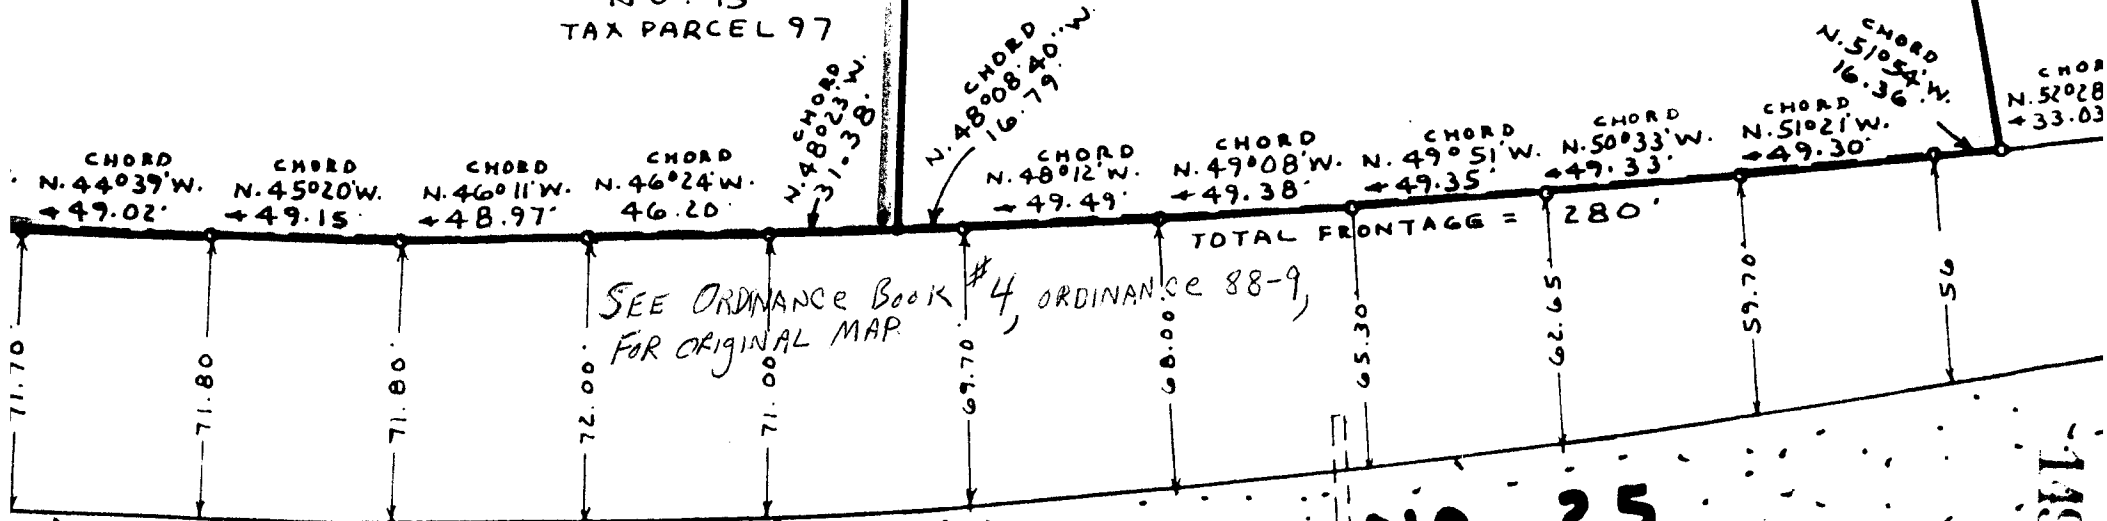 TAX PARCEL 97
CHORD
N.44°39'W.
49.02'
CHORD
N.45°20'W.
49.15
CHORD
N.46°11'W.
48.97'
CHORD
N.46°24'W.
46.20
CHORD
N.48°23'W.
31.38'
CHORD
N.48°08'40"W
16.79'
CHORD
N.48°12'W.
49.49'
CHORD
N.49°08'W.
49.38'
CHORD
N.49°51'W.
49.35'
CHORD
N.50°33'W.
49.33'
CHORD
N.51°21'W.
49.30'
CHORD
N.51°54'W.
16.36'
N.52°28
33.03
TOTAL FRONTAGE = 280'
SEE ORDINANCE BOOK #4, ORDINANCE 88-9,
FOR ORIGINAL MAP.
71.70
71.80
71.80
72.00
71.00
69.70
68.00
65.30
62.65
59.70
56
25